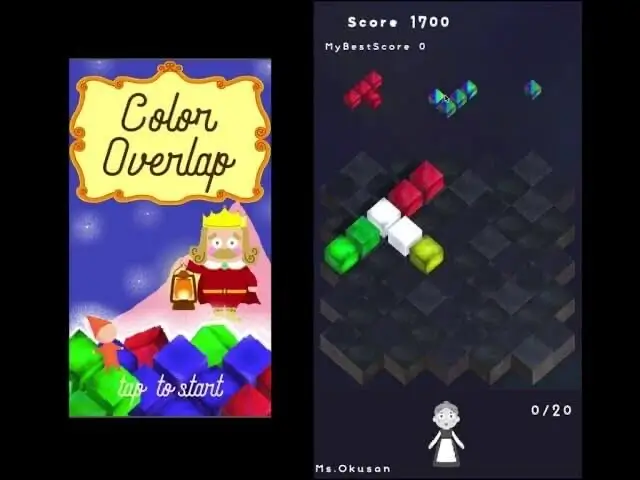 Color
Overlap
tap to start
Score 1700
MyBestScore 0
0/20
Ms.Okusan